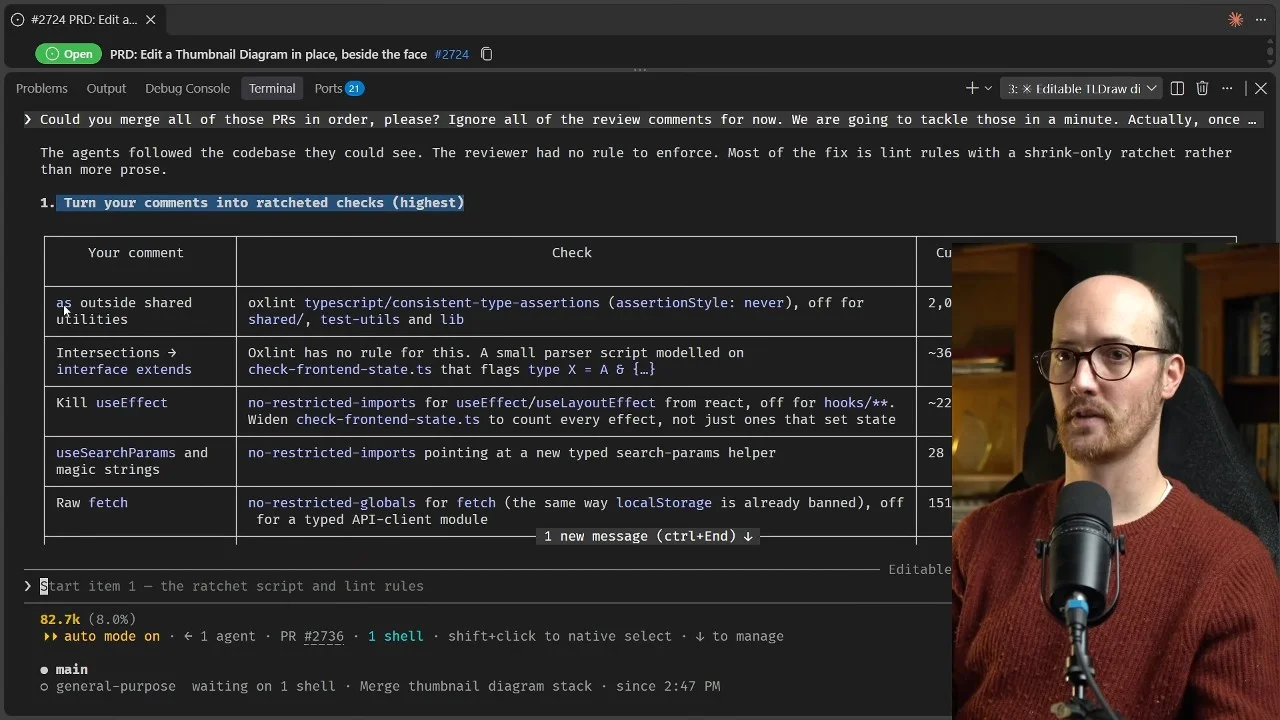 #2724 PRD: Edit a...
Open PRD: Edit a Thumbnail Diagram in place, beside the face #2724
Problems Output Debug Console Terminal Ports 21 3: ✳ Editable TLDraw di
❯ Could you merge all of those PRs in order, please? Ignore all of the review comments for now. We are going to tackle those in a minute. Actually, once …
The agents followed the codebase they could see. The reviewer had no rule to enforce. Most of the fix is lint rules with a shrink-only ratchet rather
than more prose.
1. Turn your comments into ratcheted checks (highest)
Your comment Check Cu
as outside shared
utilities
oxlint typescript/consistent-type-assertions (assertionStyle: never), off for
shared/, test-utils and lib
2,0
Intersections →
interface extends
Oxlint has no rule for this. A small parser script modelled on
check-frontend-state.ts that flags type X = A & {…}
~36
Kill useEffect
no-restricted-imports for useEffect/useLayoutEffect from react, off for hooks/**.
Widen check-frontend-state.ts to count every effect, not just ones that set state
~22
useSearchParams and
magic strings
no-restricted-imports pointing at a new typed search-params helper
28
Raw fetch
no-restricted-globals for fetch (the same way localStorage is already banned), off
for a typed API-client module
151
1 new message (ctrl+End) ↓
Editable
❯ Start item 1 — the ratchet script and lint rules
82.7k (8.0%)
⏵⏵ auto mode on · ← 1 agent · PR #2736 · 1 shell · shift+click to native select · ↓ to manage
● main
○ general-purpose waiting on 1 shell · Merge thumbnail diagram stack · since 2:47 PM